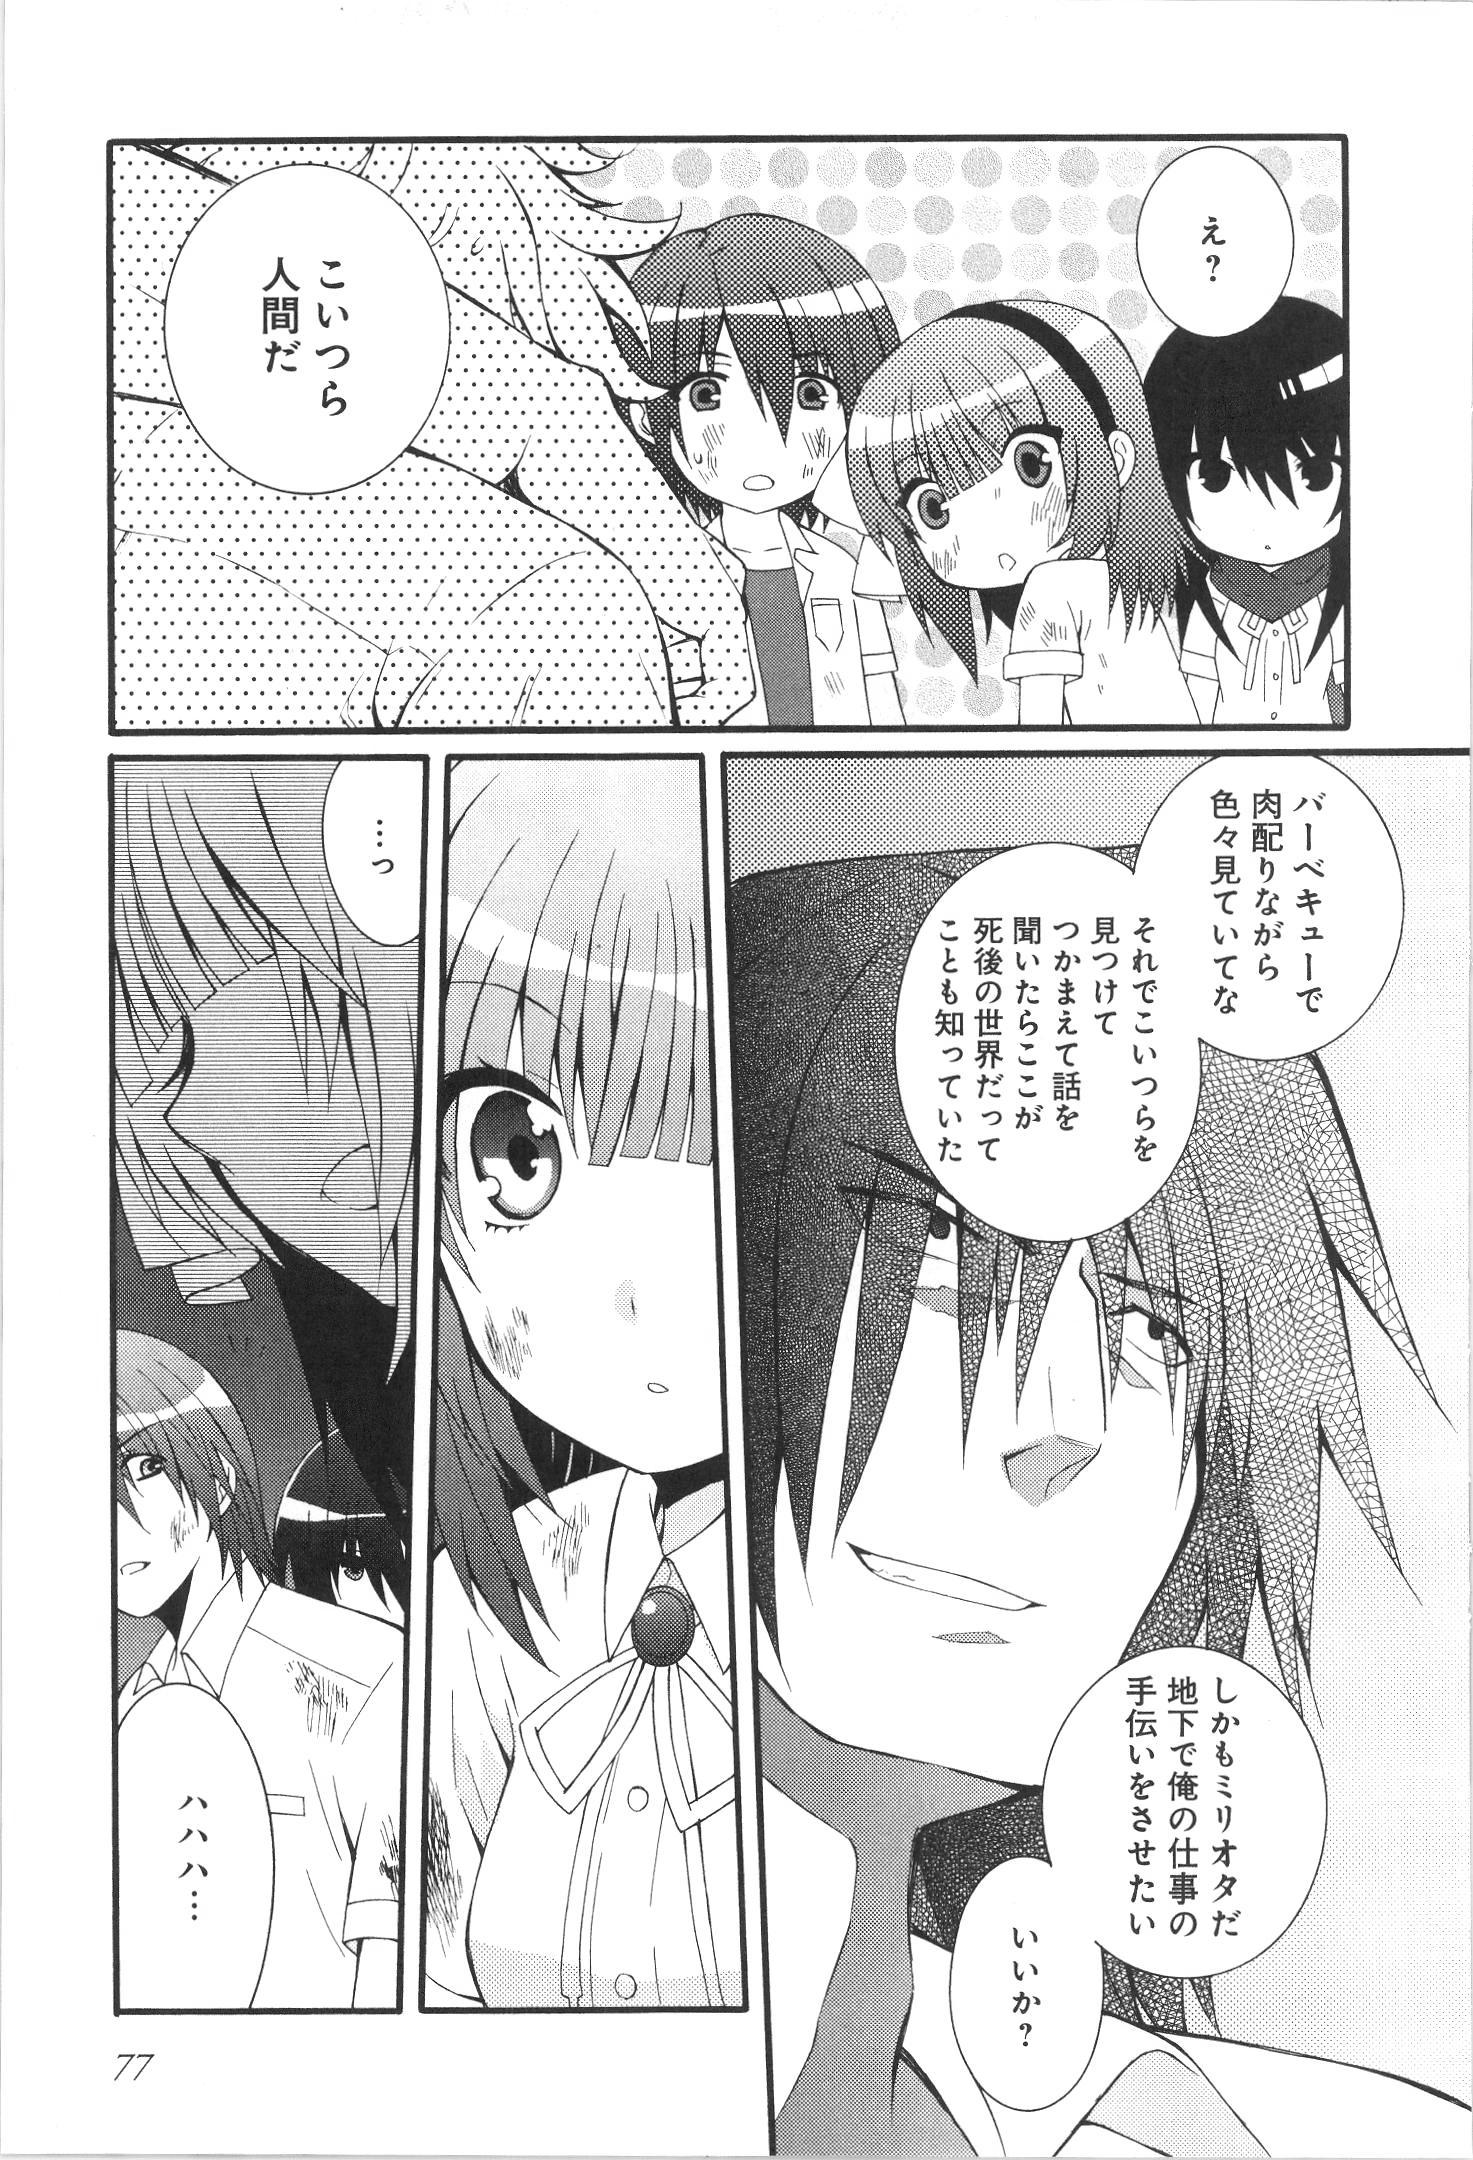 え?
こいつら
人間だ
バーベキューで
肉配りながら
色々見ていてな
それでこいつらを
見つけて
つかまえて話を
聞いたらここが
死後の世界だって
ことも知っていた
しかもミリオタだ
地下で俺の仕事の
手伝いをさせたい
いいか?
…っ
ハハハ…
77